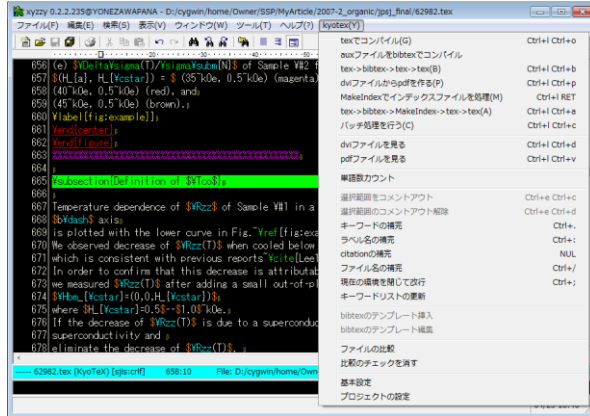 xyzzy 0.2.2.235@YONEZAWAPANA - D:/cygwin/home/Owner/SSP/MyArticle/2007-2_organic/jpsj_final/62982.tex
ファイル(F) 編集(E) 検索(S) 表示(V) ウィンドウ(W) ツール(T) ヘルプ(?) kyotex(Y)
656 (e) $¥Delta¥sigma(T)/¥sigma¥subm[N]$ of Sample ¥#2 f
657 $(H_[a], H_[¥cstar]) = $ (35~kOe, 0.5~kOe) (magenta)
658 (40~kOe, 0.5~kOe) (red), and
659 (45~kOe, 0.5~kOe) (brown).
660 ¥label[fig:example]]
661 ¥end[center]
662 ¥end[figure]
663 %%%%%%%%%%%%%%%%%%%%%%%%%%%%%%%%
664
665 ¥subsection[Definition of $¥Tco$]
666
667 Temperature dependence of $¥Rzz$ of Sample ¥#1 in a
668 $b¥dash$ axis
669 is plotted with the lower curve in Fig.~¥ref[fig:exa
670 We observed decrease of $¥Rzz(T)$ when cooled below
671 which is consistent with previous reports~¥cite[Lee1
672 In order to confirm that this decrease is attributab
673 we measured $¥Rzz(T)$ after adding a small out-of-pl
674 $¥Hbm_[¥cstar]=(0,0,H_[¥cstar])$
675 where $H_[¥cstar]=0.5$--$1.0$~kOe.
676 If the decrease of $¥Rzz(T)$ is due to a superconduc
677 superconductivity and
678 eliminate the decrease of $¥Rzz(T)$.
----- 62982.tex (KyoTeX) [sjis:crlf] 658:10 File: D:/cygwin/home/Own
texでコンパイル(G) Ctrl+l Ctrl+o
auxファイルをbibtexでコンパイル
tex->bibtex->tex->tex(B) Ctrl+l Ctrl+b
dviファイルからpdfを作る(P) Ctrl+l Ctrl+p
MakeIndexでインデックスファイルを処理(M) Ctrl+l RET
tex->bibtex->MakeIndex->tex->tex(A) Ctrl+l Ctrl+a
バッチ処理を行う(C) Ctrl+l Ctrl+c
dviファイルを見る Ctrl+l Ctrl+d
pdfファイルを見る Ctrl+l Ctrl+v
単語数カウント
選択範囲をコメントアウト Ctrl+e Ctrl+c
選択範囲のコメントアウト解除 Ctrl+e Ctrl+d
キーワードの補完 Ctrl+.
ラベル名の補完 Ctrl+:
citationの補完 NUL
ファイル名の補完 Ctrl+/
現在の環境を閉じて改行 Ctrl+;
キーワードリストの更新
bibtexのテンプレート挿入
bibtexのテンプレート編集
ファイルの比較
比較のチェックを消す
基本設定
プロジェクトの設定